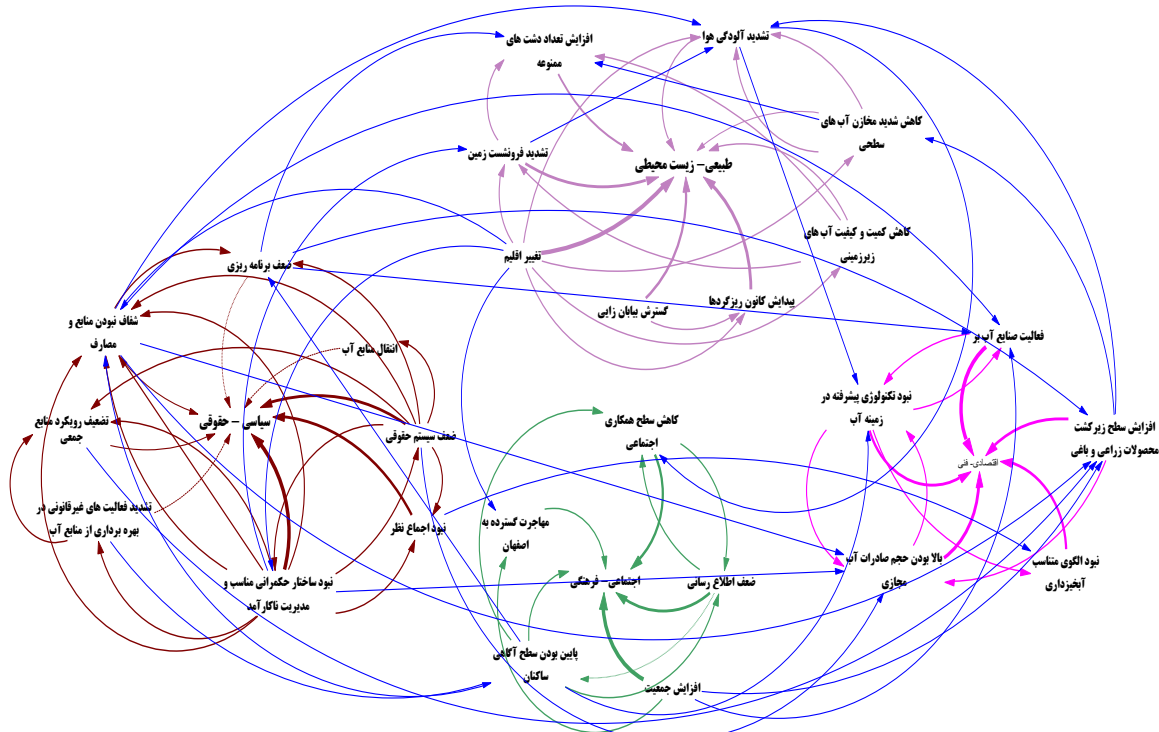 تشدید آلودگی هوا
افزایش تعداد دشت های
ممنوعه
کاهش شدید مخازن آب های
سطحی
تشدید فرونشست زمین
طبیعی- زیست محیطی
کاهش کمیت و کیفیت آب های
زیرزمینی
تغییر اقلیم
ضعف برنامه ریزی
پیدایش کانون ریزگردها
گسترش بیابان زایی
شفاف نبودن منابع و
مصارف
انتقال منابع آب
فعالیت صنایع آب بر
نبود تکنولوژی پیشرفته در
زمینه آب
کاهش سطح همکاری
اجتماعی
افزایش سطح زیرکشت
محصولات زراعی و باغی
تضعیف رویکرد منابع
جمعی
سیاسی - حقوقی
ضعف سیستم حقوقی
اقتصادی- فنی
تشدید فعالیت های غیرقانونی در
بهره برداری از منابع آب
نبود اجماع نظر
مهاجرت گسترده به
اصفهان
بالا بودن حجم صادرات آب
مجازی
نبود الگوی متناسب
آبخیزداری
نبود ساختار حکمرانی مناسب و
مدیریت ناکارآمد
اجتماعی - فرهنگی
ضعف اطلاع رسانی
پایین بودن سطح آگاهی
ساکنان
افزایش جمعیت